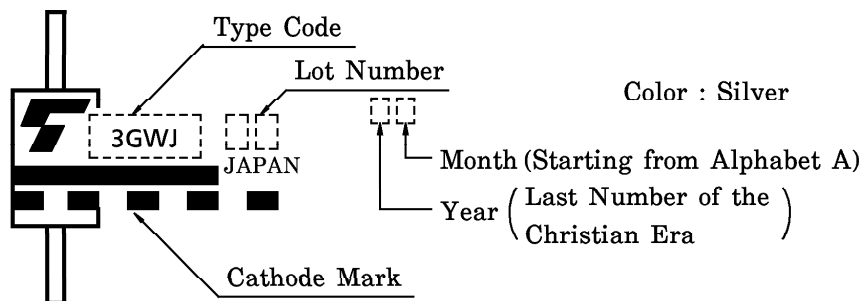 Type Code
Lot Number
Color : Silver
3GWJ
JAPAN
Month (Starting from Alphabet A)
Year (Last Number of the
Christian Era)
Cathode Mark